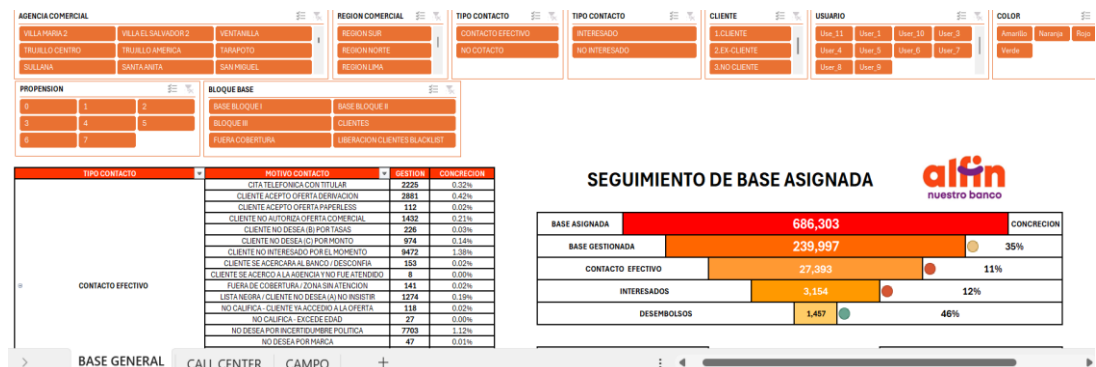 AGENCIA COMERCIAL
VILLA MARIA 2 VILLA EL SALVADOR 2 VENTANILLA
TRUJILLO CENTRO TRUJILLO AMERICA TARAPOTO
SULLANA SANTA ANITA SAN MIGUEL
REGION COMERCIAL
REGION SUR
REGION NORTE
REGION LIMA
TIPO CONTACTO
CONTACTO EFECTIVO
NO COTACTO
TIPO CONTACTO
INTERESADO
NO INTERESADO
CLIENTE
1.CLIENTE
2.EX-CLIENTE
3.NO CLIENTE
USUARIO
Use_11 User_1 User_10 User_3
User_4 User_5 User_6 User_7
User_8 User_9
COLOR
Amarillo Naranja Rojo
Verde
PROPENSION
0 1 2
3 4 5
6 7
BLOQUE BASE
BASE BLOQUE I BASE BLOQUE II
BLOQUE III CLIENTES
FUERA COBERTURA LIBERACION CLIENTES BLACKLIST
TIPO CONTACTO MOTIVO CONTACTO GESTION CONCRECION
CITA TELEFONICA CON TITULAR 2225 0.32%
CLIENTE ACEPTO OFERTA DERIVACION 2881 0.42%
CLIENTE ACEPTO OFERTA PAPERLESS 112 0.02%
CLIENTE NO AUTORIZA OFERTA COMERCIAL 1432 0.21%
CLIENTE NO DESEA (B) POR TASAS 226 0.03%
CLIENTE NO DESEA (C) POR MONTO 974 0.14%
CLIENTE NO INTERESADO POR EL MOMENTO 9472 1.38%
CLIENTE SE ACERCARA AL BANCO / DESCONFIA 153 0.02%
CLIENTE SE ACERCO A LA AGENCIA Y NO FUE ATENDIDO 8 0.00%
CONTACTO EFECTIVO FUERA DE COBERTURA / ZONA SIN ATENCION 141 0.02%
LISTA NEGRA / CLIENTE NO DESEA (A) NO INSISTIR 1274 0.19%
NO CALIFICA - CLIENTE YA ACCEDIO A LA OFERTA 118 0.02%
NO CALIFICA - EXCEDE EDAD 27 0.00%
NO DESEA POR INCERTIDUMBRE POLITICA 7703 1.12%
NO DESEA POR MARCA 47 0.01%
SEGUIMIENTO DE BASE ASIGNADA
alfin
nuestro banco
BASE ASIGNADA 686,303 CONCRECION
BASE GESTIONADA 239,997 35%
CONTACTO EFECTIVO 27,393 11%
INTERESADOS 3,154 12%
DESEMBOLSOS 1,457 46%
BASE GENERAL CALL CENTER CAMPO +